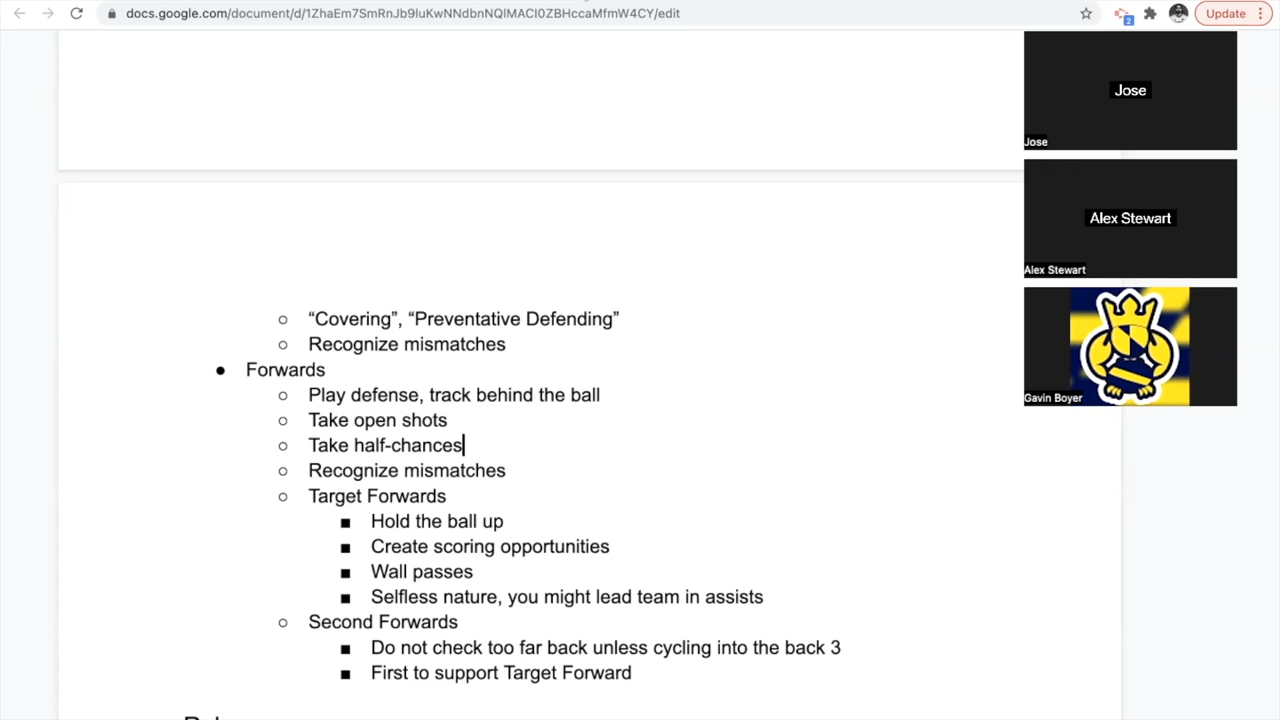 docs.google.com/document/d/1ZhaEm7SmRnJb9luKwNNdbnNQlMACI0ZBHccaMfmW4CY/edit
2
Update
Jose
Jose
Alex Stewart
Alex Stewart
Gavin Boyer
○ “Covering”, “Preventative Defending”
○ Recognize mismatches
● Forwards
○ Play defense, track behind the ball
○ Take open shots
○ Take half-chances
○ Recognize mismatches
○ Target Forwards
■ Hold the ball up
■ Create scoring opportunities
■ Wall passes
■ Selfless nature, you might lead team in assists
○ Second Forwards
■ Do not check too far back unless cycling into the back 3
■ First to support Target Forward